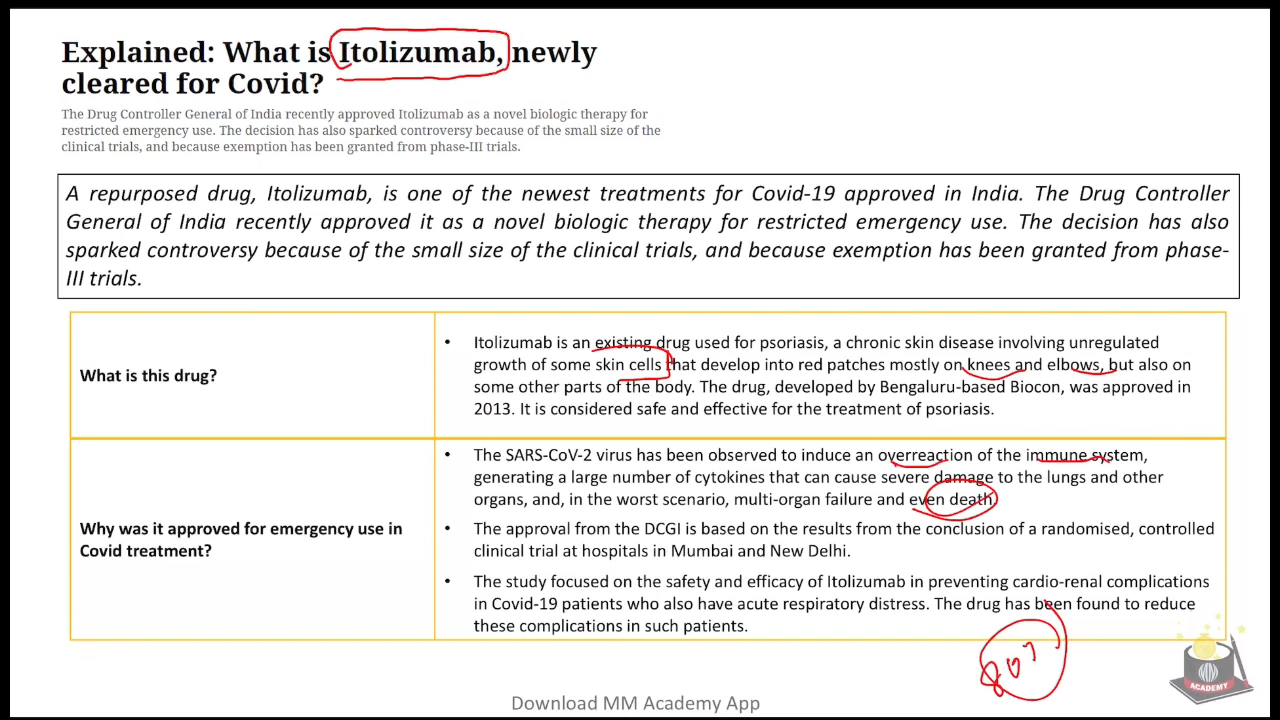 Explained: What is Itolizumab, newly
cleared for Covid?
The Drug Controller General of India recently approved Itolizumab as a novel biologic therapy for
restricted emergency use. The decision has also sparked controversy because of the small size of the
clinical trials, and because exemption has been granted from phase-III trials.
A repurposed drug, Itolizumab, is one of the newest treatments for Covid-19 approved in India. The Drug Controller
General of India recently approved it as a novel biologic therapy for restricted emergency use. The decision has also
sparked controversy because of the small size of the clinical trials, and because exemption has been granted from phase-
III trials.
What is this drug?
• Itolizumab is an existing drug used for psoriasis, a chronic skin disease involving unregulated
growth of some skin cells that develop into red patches mostly on knees and elbows, but also on
some other parts of the body. The drug, developed by Bengaluru-based Biocon, was approved in
2013. It is considered safe and effective for the treatment of psoriasis.
Why was it approved for emergency use in
Covid treatment?
• The SARS-CoV-2 virus has been observed to induce an overreaction of the immune system,
generating a large number of cytokines that can cause severe damage to the lungs and other
organs, and, in the worst scenario, multi-organ failure and even death.
• The approval from the DCGI is based on the results from the conclusion of a randomised, controlled
clinical trial at hospitals in Mumbai and New Delhi.
• The study focused on the safety and efficacy of Itolizumab in preventing cardio-renal complications
in Covid-19 patients who also have acute respiratory distress. The drug has been found to reduce
these complications in such patients.
ACADEMY
Download MM Academy App